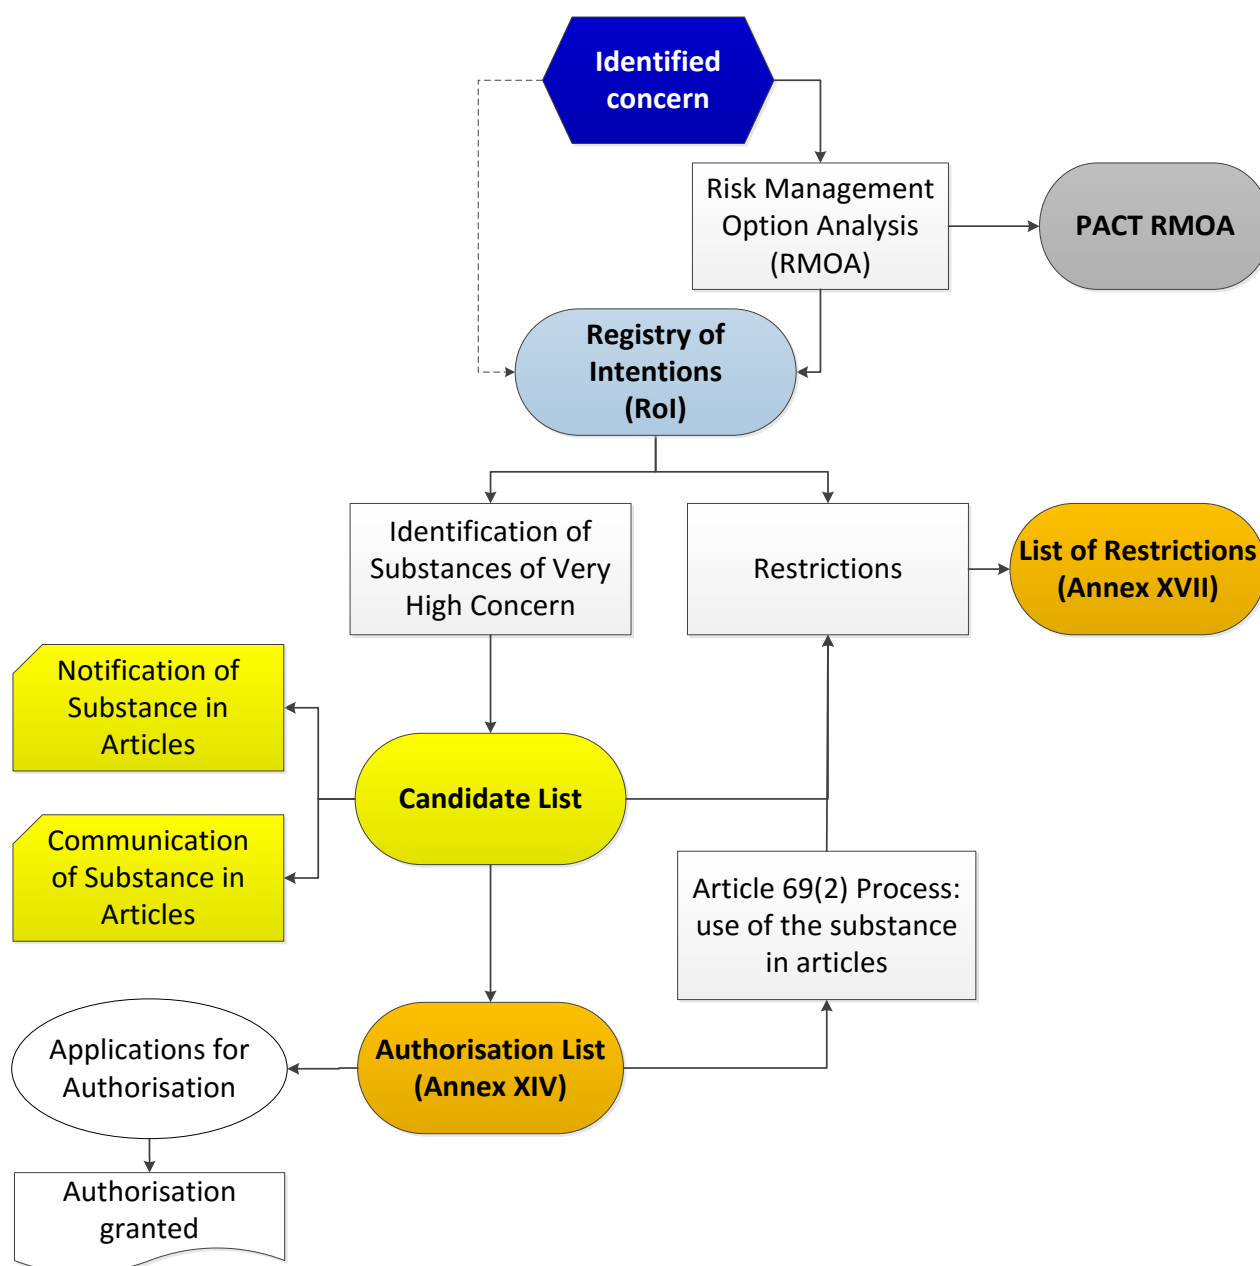 Identified
concern
Risk Management
Option Analysis
(RMOA)
PACT RMOA
Registry of
Intentions
(RoI)
Identification of
Substances of Very
High Concern
Restrictions
List of Restrictions
(Annex XVII)
Notification of
Substance in
Articles
Candidate List
Communication
of Substance in
Articles
Article 69(2) Process:
use of the substance
in articles
Applications for
Authorisation
Authorisation List
(Annex XIV)
Authorisation
granted